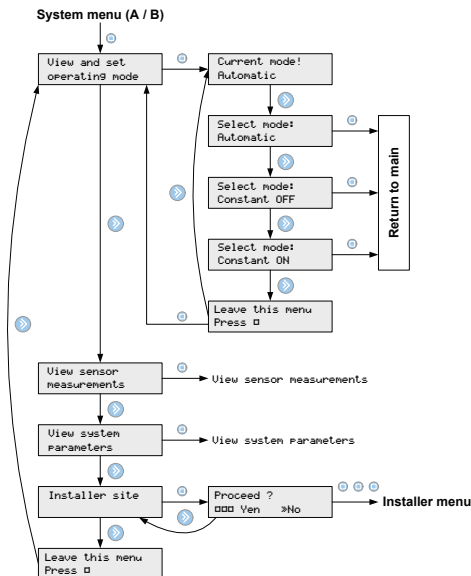 System menu (A / B)
View and set
operating mode
Current mode!
Automatic
Select mode:
Automatic
Select mode:
Constant OFF
Select mode:
Constant ON
Leave this menu
Press □
Return to main
View sensor
measurements
View sensor measurements
View system
parameters
View system parameters
Installer site
Proceed ?
□□□ Yen »No
Installer menu
Leave this menu
Press □